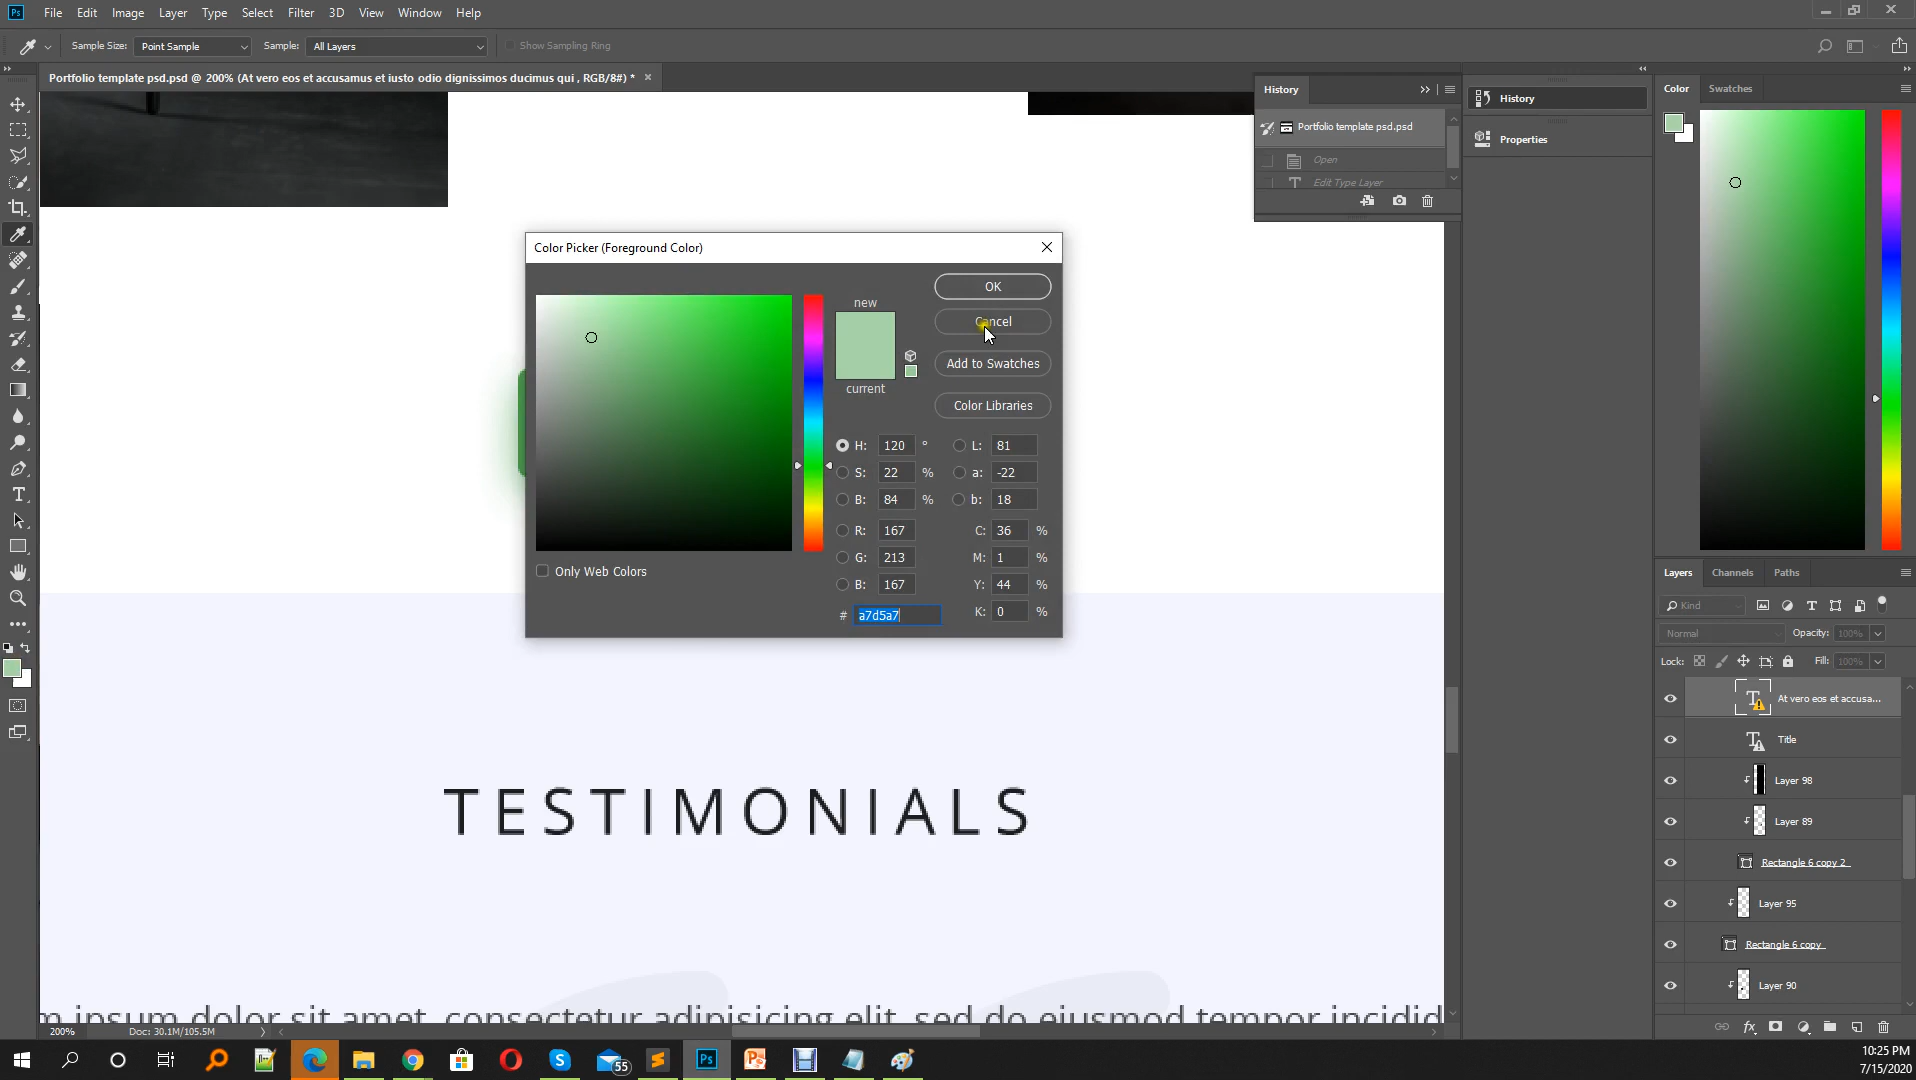 Ps File Edit Image Layer Type Select Filter 3D View Window Help
Sample Size: Point Sample Sample: All Layers Show Sampling Ring
Portfolio template psd.psd @ 200% (At vero eos et accusamus et iusto odio dignissimos ducimus qui , RGB/8#) *
History
Portfolio template psd.psd
Open
Edit Type Layer
History
Properties
Color Swatches
Color Picker (Foreground Color)
new
current
OK
Cancel
Add to Swatches
Color Libraries
H: 120 ° L: 81
S: 22 % a: -22
B: 84 % b: 18
R: 167 C: 36 %
G: 213 M: 1 %
B: 167 Y: 44 %
# a7d5a7 K: 0 %
Only Web Colors
TESTIMONIALS
m ipsum dolor sit amet, consectetur adipisicing elit, sed do eiusmod tempor incidid
200% Doc: 30.1M/105.5M
Layers Channels Paths
Kind
Normal Opacity: 100%
Lock: Fill: 100%
At vero eos et accusa...
Title
Layer 98
Layer 89
Rectangle 6 copy 2
Layer 95
Rectangle 6 copy
Layer 90
fx
55
Ps
10:25 PM
7/15/2020